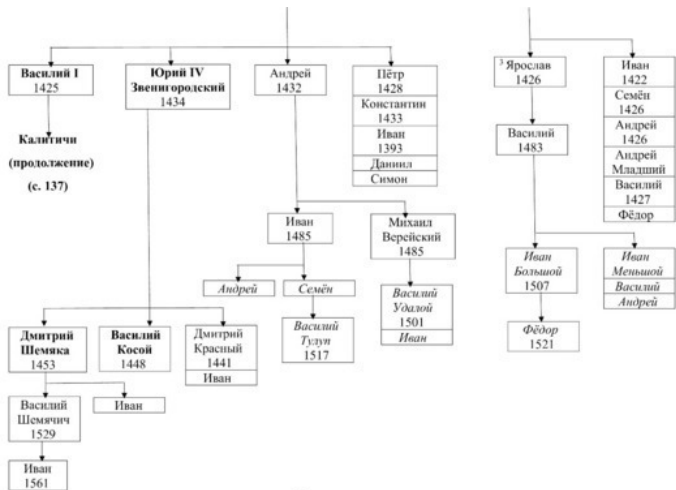 Василий I
1425
Калитичи
(продолжение)
(с. 137)
Юрий IV
Звенигородский
1434
Андрей
1432
Пётр
1428
Константин
1433
Иван
1393
Даниил
Симон
³ Ярослав
1426
Василий
1483
Иван
1422
Семён
1426
Андрей
1426
Андрей
Младший
Василий
1427
Фёдор
Иван
1485
Михаил
Верейский
1485
Андрей
Семён
Василий
Тулуп
1517
Василий
Удалой
1501
Иван
Иван
Большой
1507
Фёдор
1521
Иван
Меньшой
Василий
Андрей
Дмитрий
Шемяка
1453
Василий
Косой
1448
Дмитрий
Красный
1441
Иван
Василий
Шемячич
1529
Иван
Иван
1561